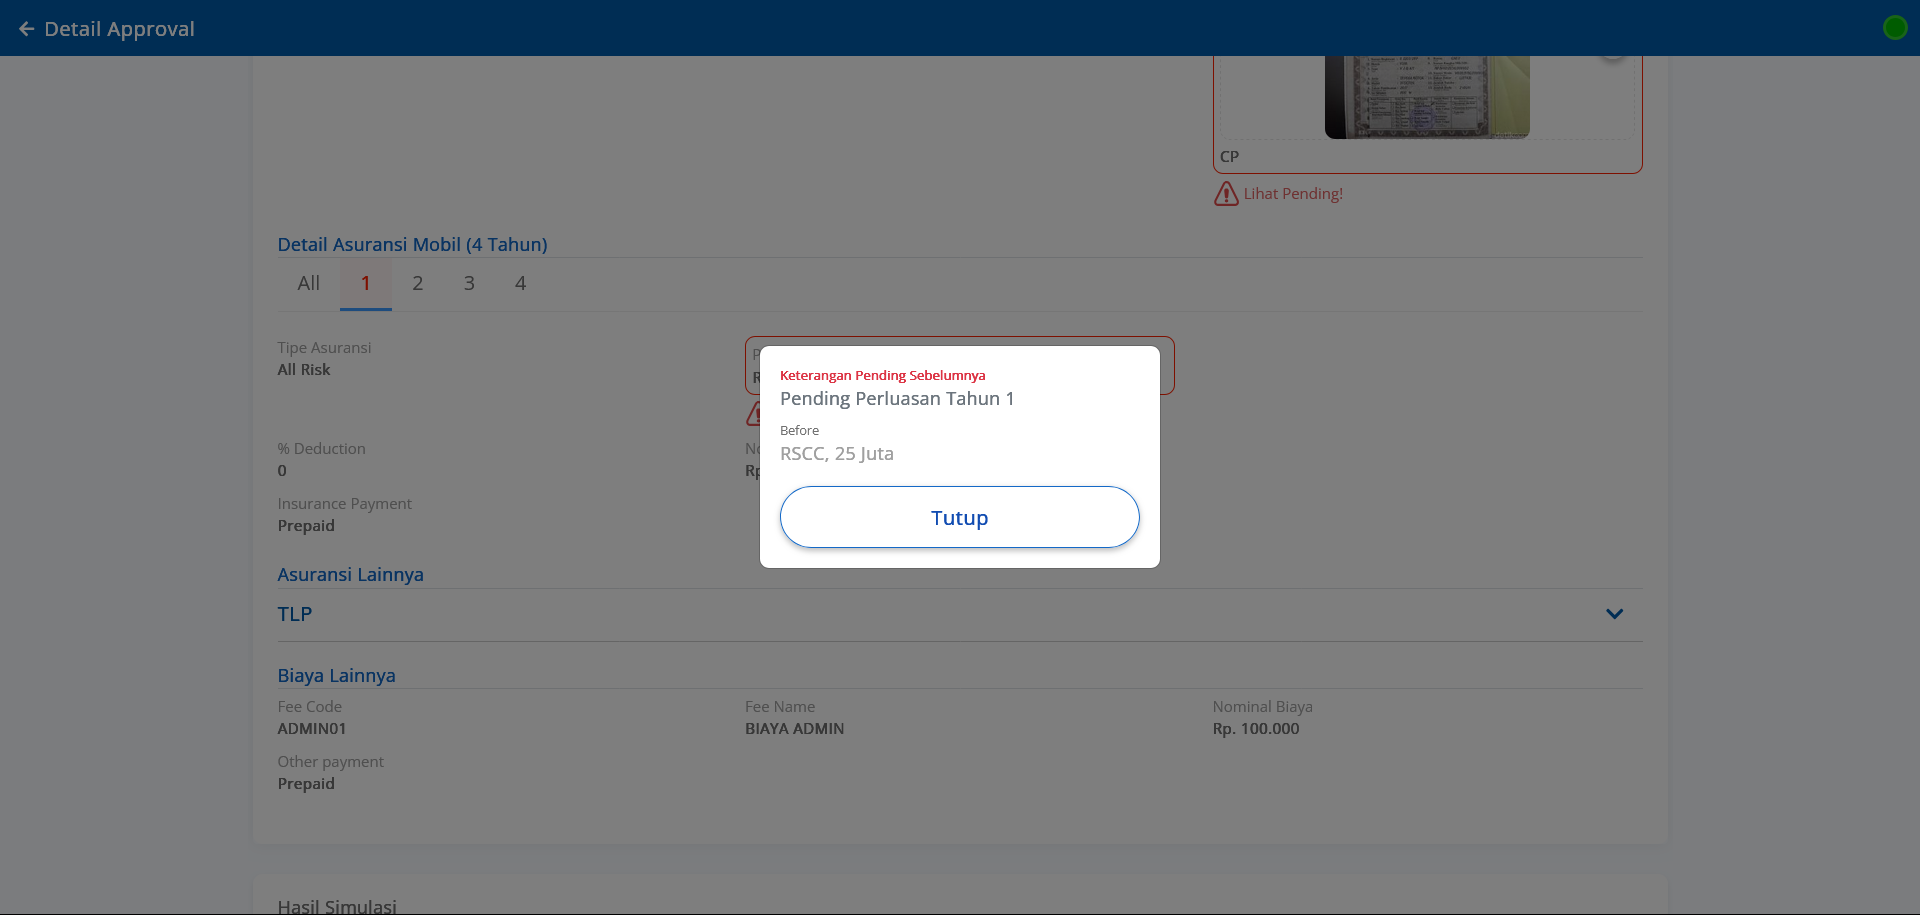 Detail Approval
CP
Lihat Pending!
Detail Asuransi Mobil (4 Tahun)
All 1 2 3 4
Tipe Asuransi
All Risk
Keterangan Pending Sebelumnya
Pending Perluasan Tahun 1
Before
RSCC, 25 Juta
Tutup
% Deduction
0
Insurance Payment
Prepaid
Asuransi Lainnya
TLP
Biaya Lainnya
Fee Code
ADMIN01
Fee Name
BIAYA ADMIN
Nominal Biaya
Rp. 100.000
Other payment
Prepaid
Hasil Simulasi